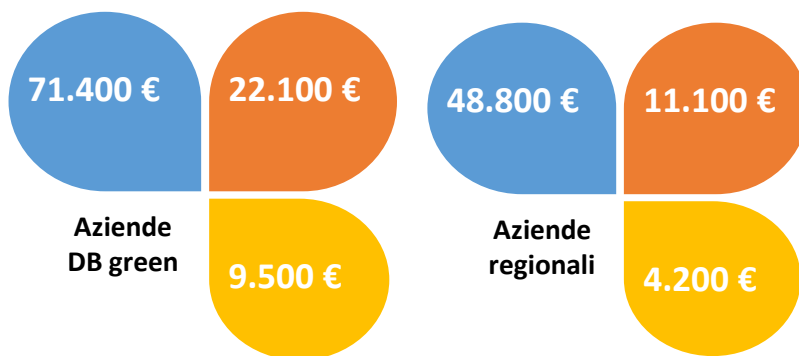 71.400 €
22.100 €
Aziende
DB green
9.500 €
48.800 €
11.100 €
Aziende
regionali
4.200 €